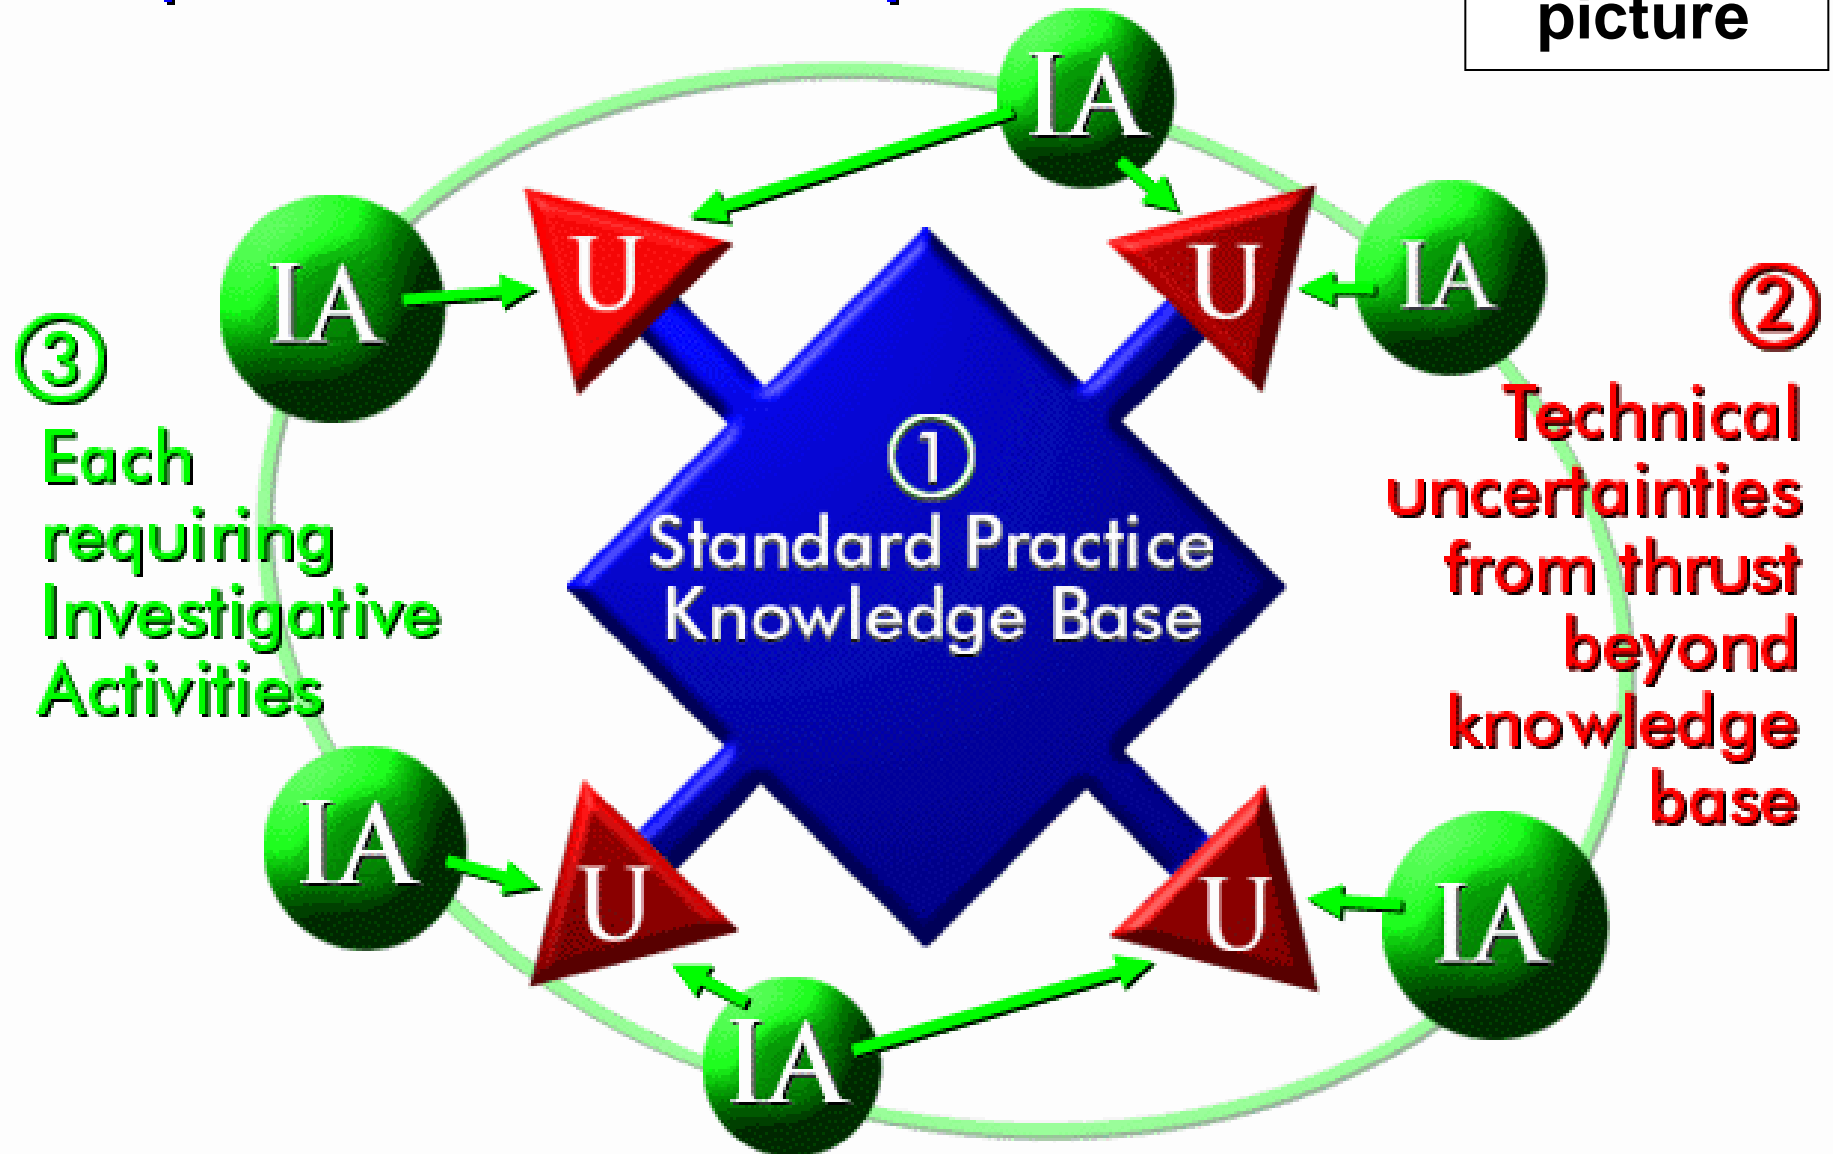 picture
IA
IA
U
U
IA
②
Technical
uncertainties
from thrust
beyond
knowledge
base
③
Each
requiring
Investigative
Activities
①
Standard Practice
Knowledge Base
IA
U
U
IA
IA